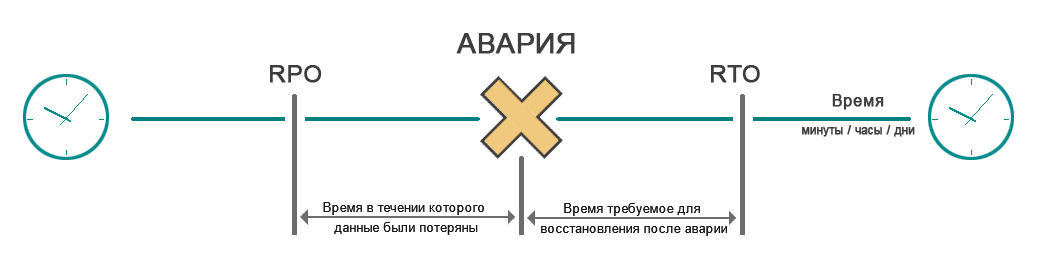 АВАРИЯ
RPO
RTO
Время
минуты / часы / дни
Время в течении которого
данные были потеряны
Время требуемое для
восстановления после аварии